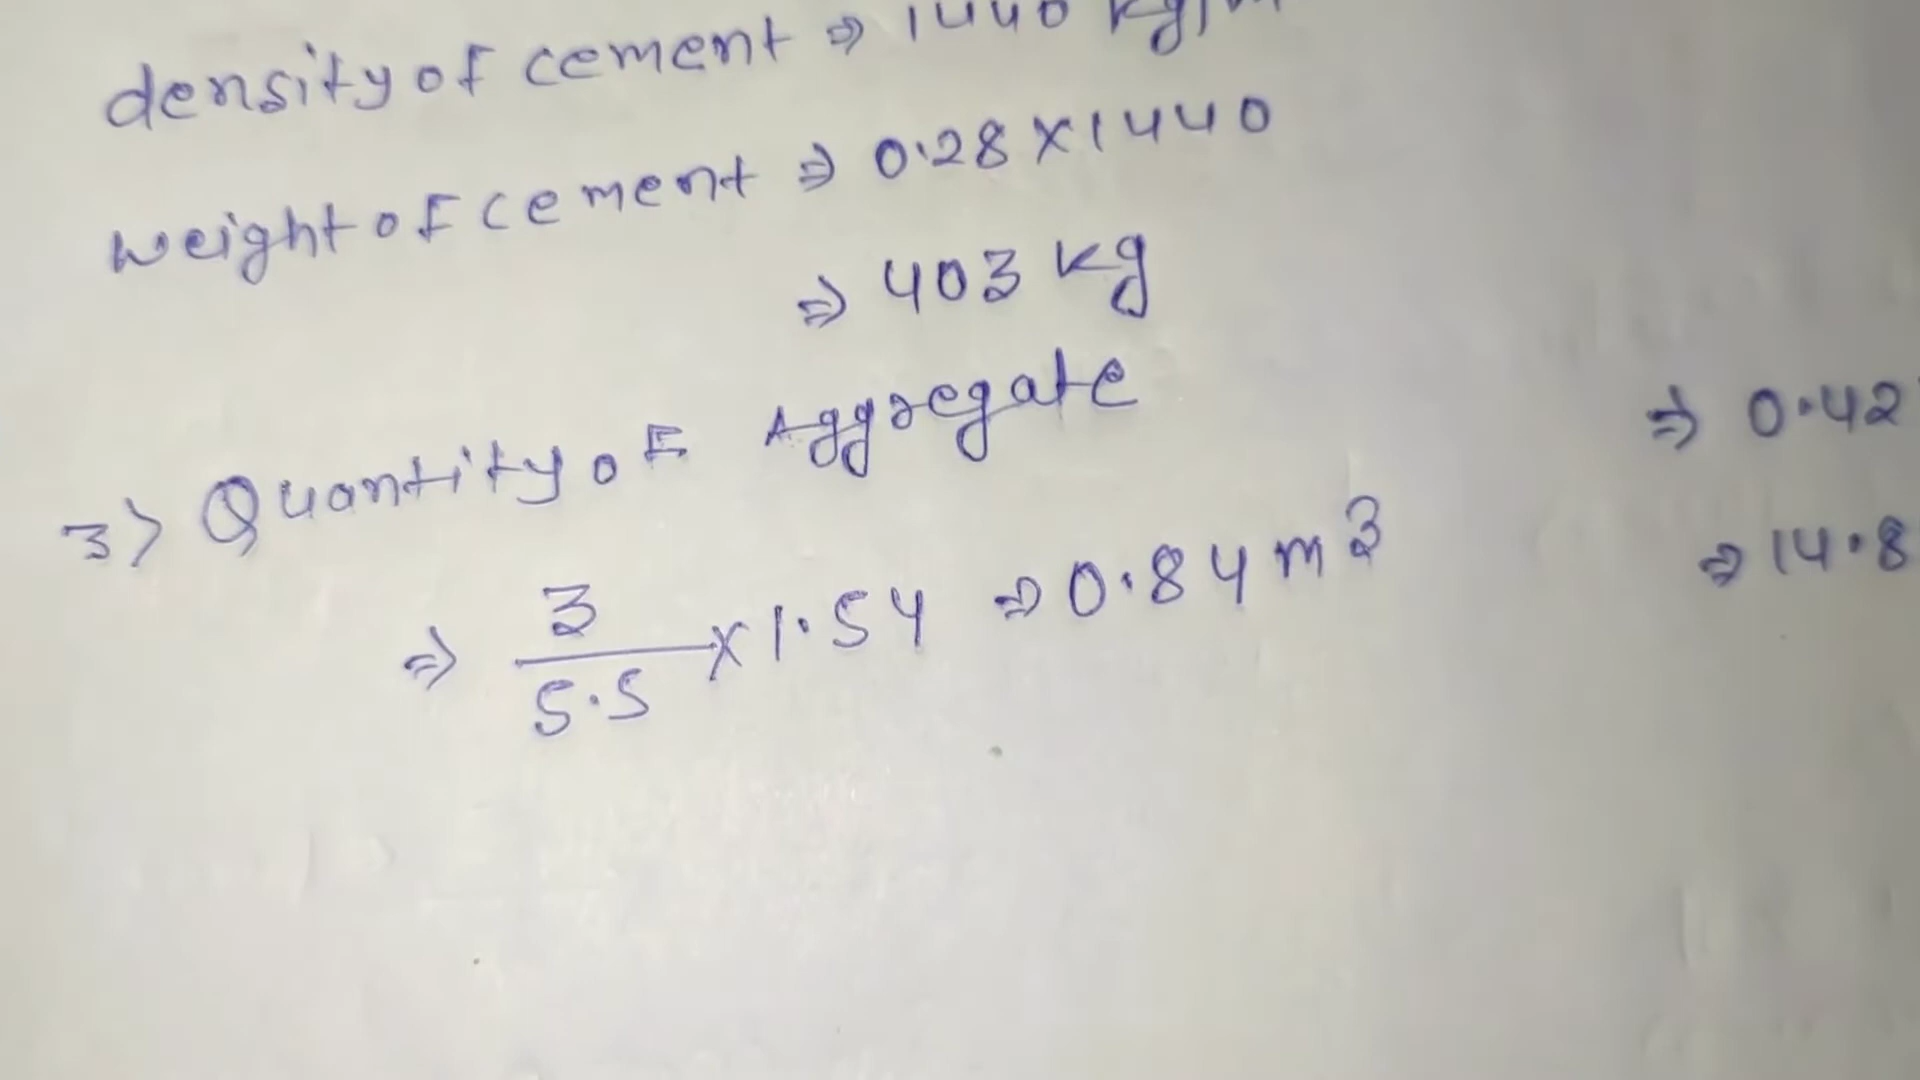 density of cement ⇒ 1440 kg/m
weight of cement ⇒ 0.28 × 1440
⇒ 403 kg
3> Quantity of Aggregate
⇒ 3/5.5 × 1.54 ⇒ 0.84 m³
⇒ 0.42
⇒ 14.8